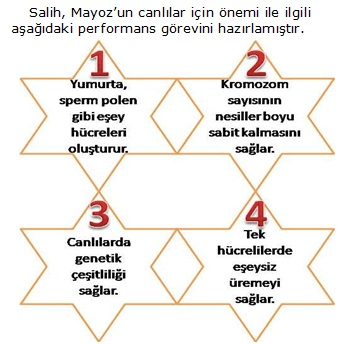 Salih, Mayoz’un canlılar için önemi ile ilgili
aşağıdaki performans görevini hazırlamıştır.
1
Yumurta,
sperm polen
gibi eşey
hücreleri
oluşturur.
2
Kromozom
sayısının
nesiller boyu
sabit kalmasını
sağlar.
3
Canlılarda
genetik
çeşitliliği
sağlar.
4
Tek
hücrelilerde
eşeysiz
üremeyi
sağlar.